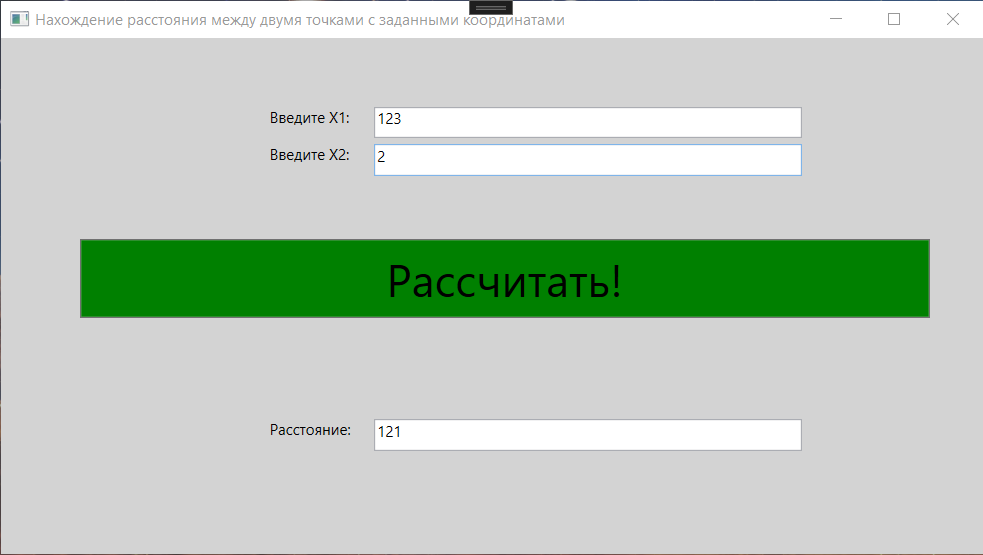 Нахождение расстояния между двумя точками с заданными координатами
Введите X1: 123
Введите X2: 2
Рассчитать!
Расстояние: 121